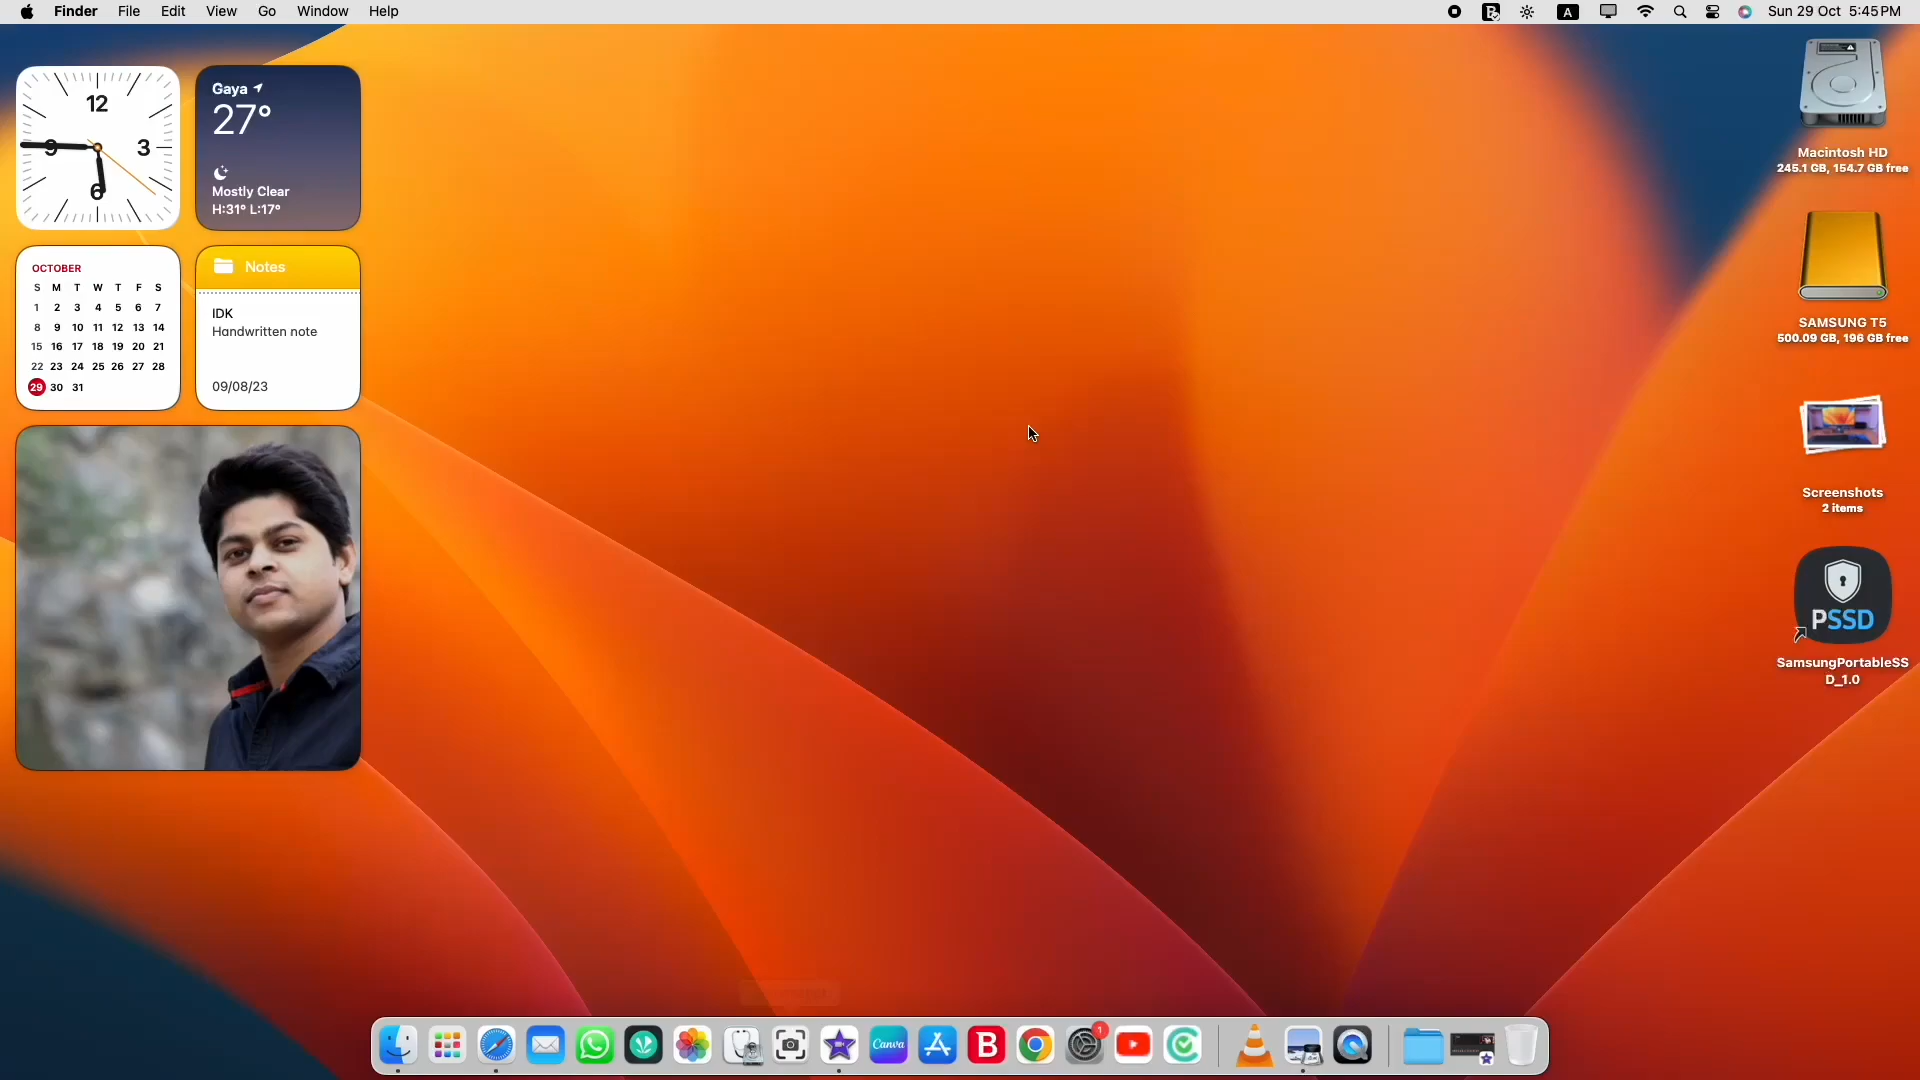 Finder File Edit View Go Window Help
B A Sun 29 Oct 5:45 PM
12
9 3
6
Gaya
27°
Mostly Clear
H:31° L:17°
OCTOBER
S M T W T F S
1 2 3 4 5 6 7
8 9 10 11 12 13 14
15 16 17 18 19 20 21
22 23 24 25 26 27 28
29 30 31
Notes
IDK
Handwritten note
09/08/23
Macintosh HD
245.1 GB, 154.7 GB free
SAMSUNG T5
500.09 GB, 196 GB free
Screenshots
2 items
PSSD
SamsungPortableSS
D_1.0
Canva B 1